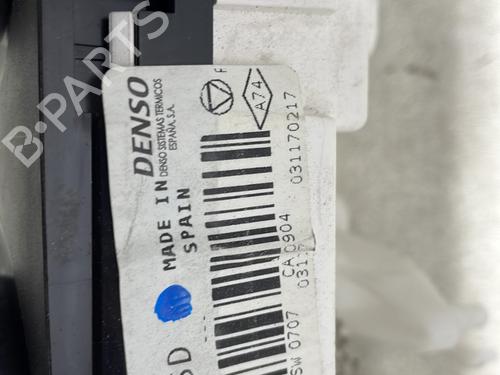 B-PARTS
DENSO
DENSO SISTEMAS TERMICOS
ESPAÑA, S.A.
MADE IN
SPAIN
F
A74
031170217
CA 0904
SW 0707